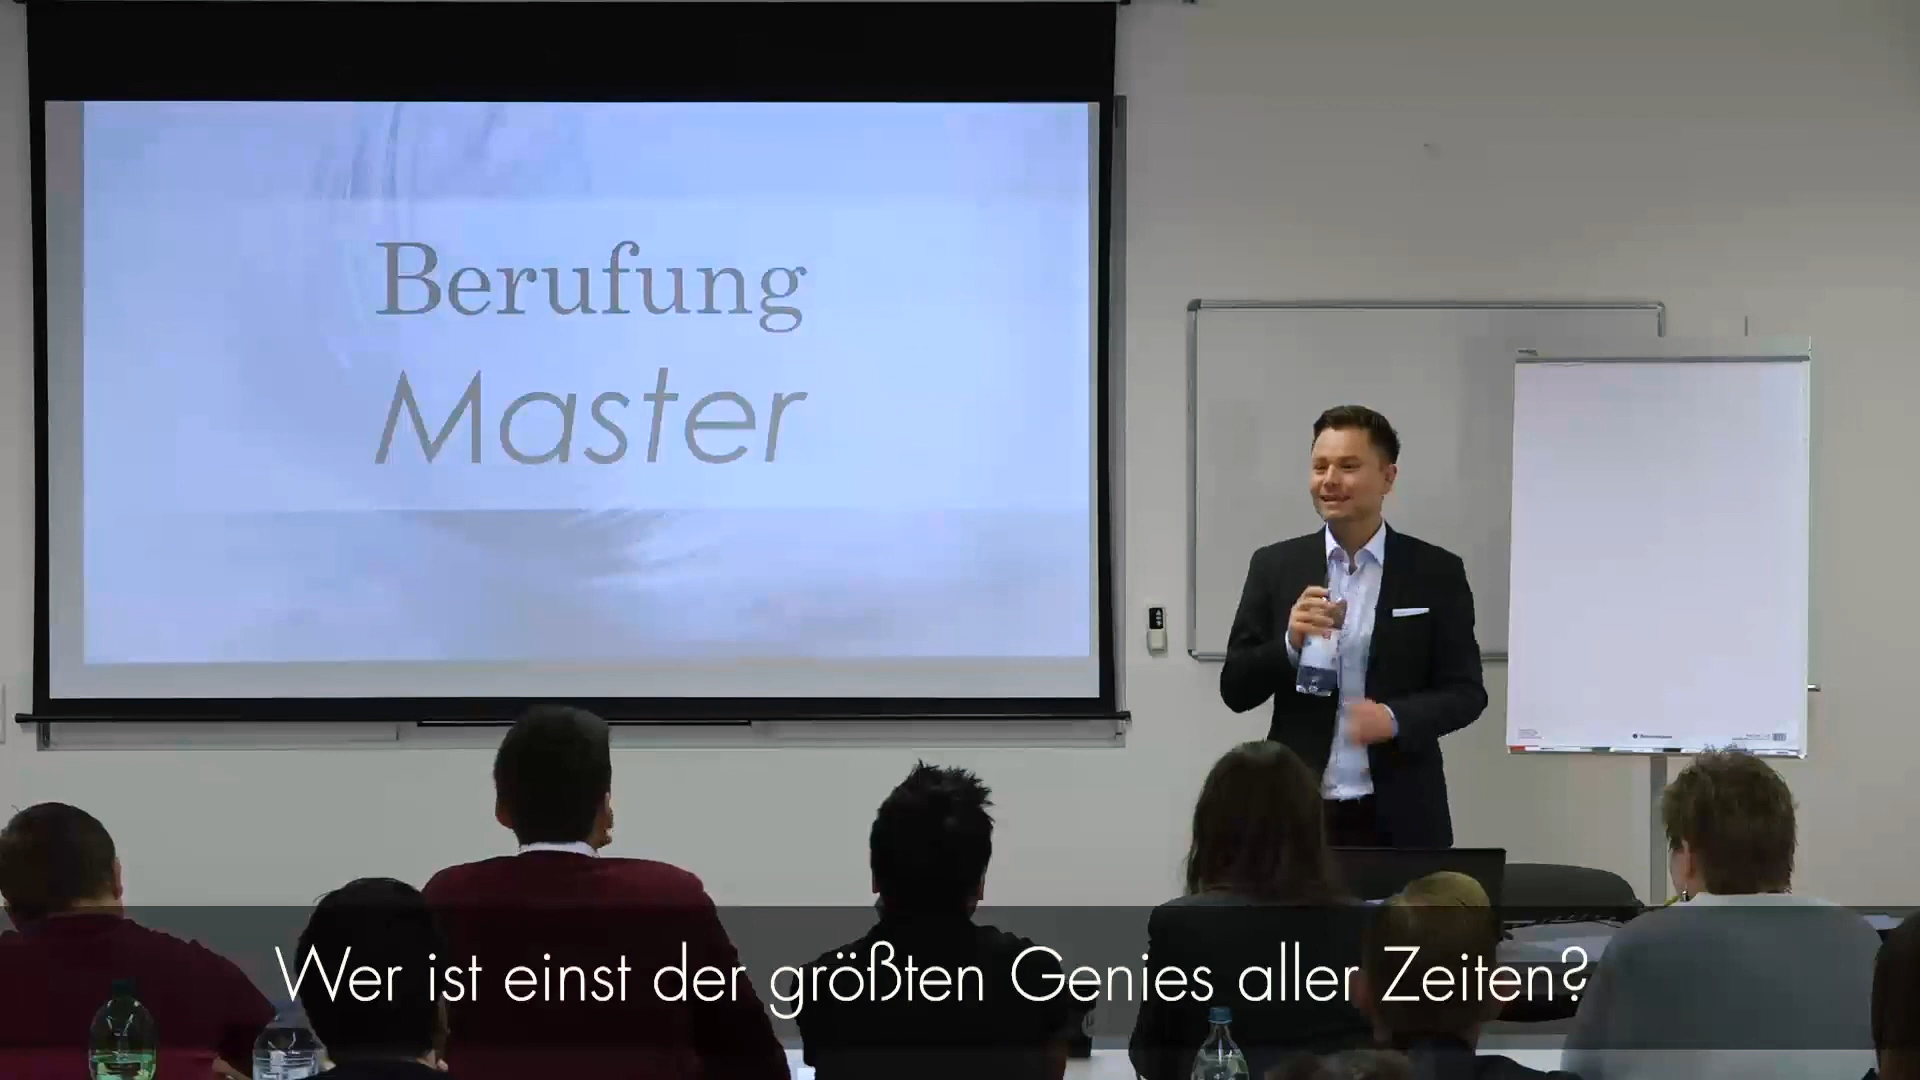 Berufung
Master
Wer ist einst der größten Genies aller Zeiten?